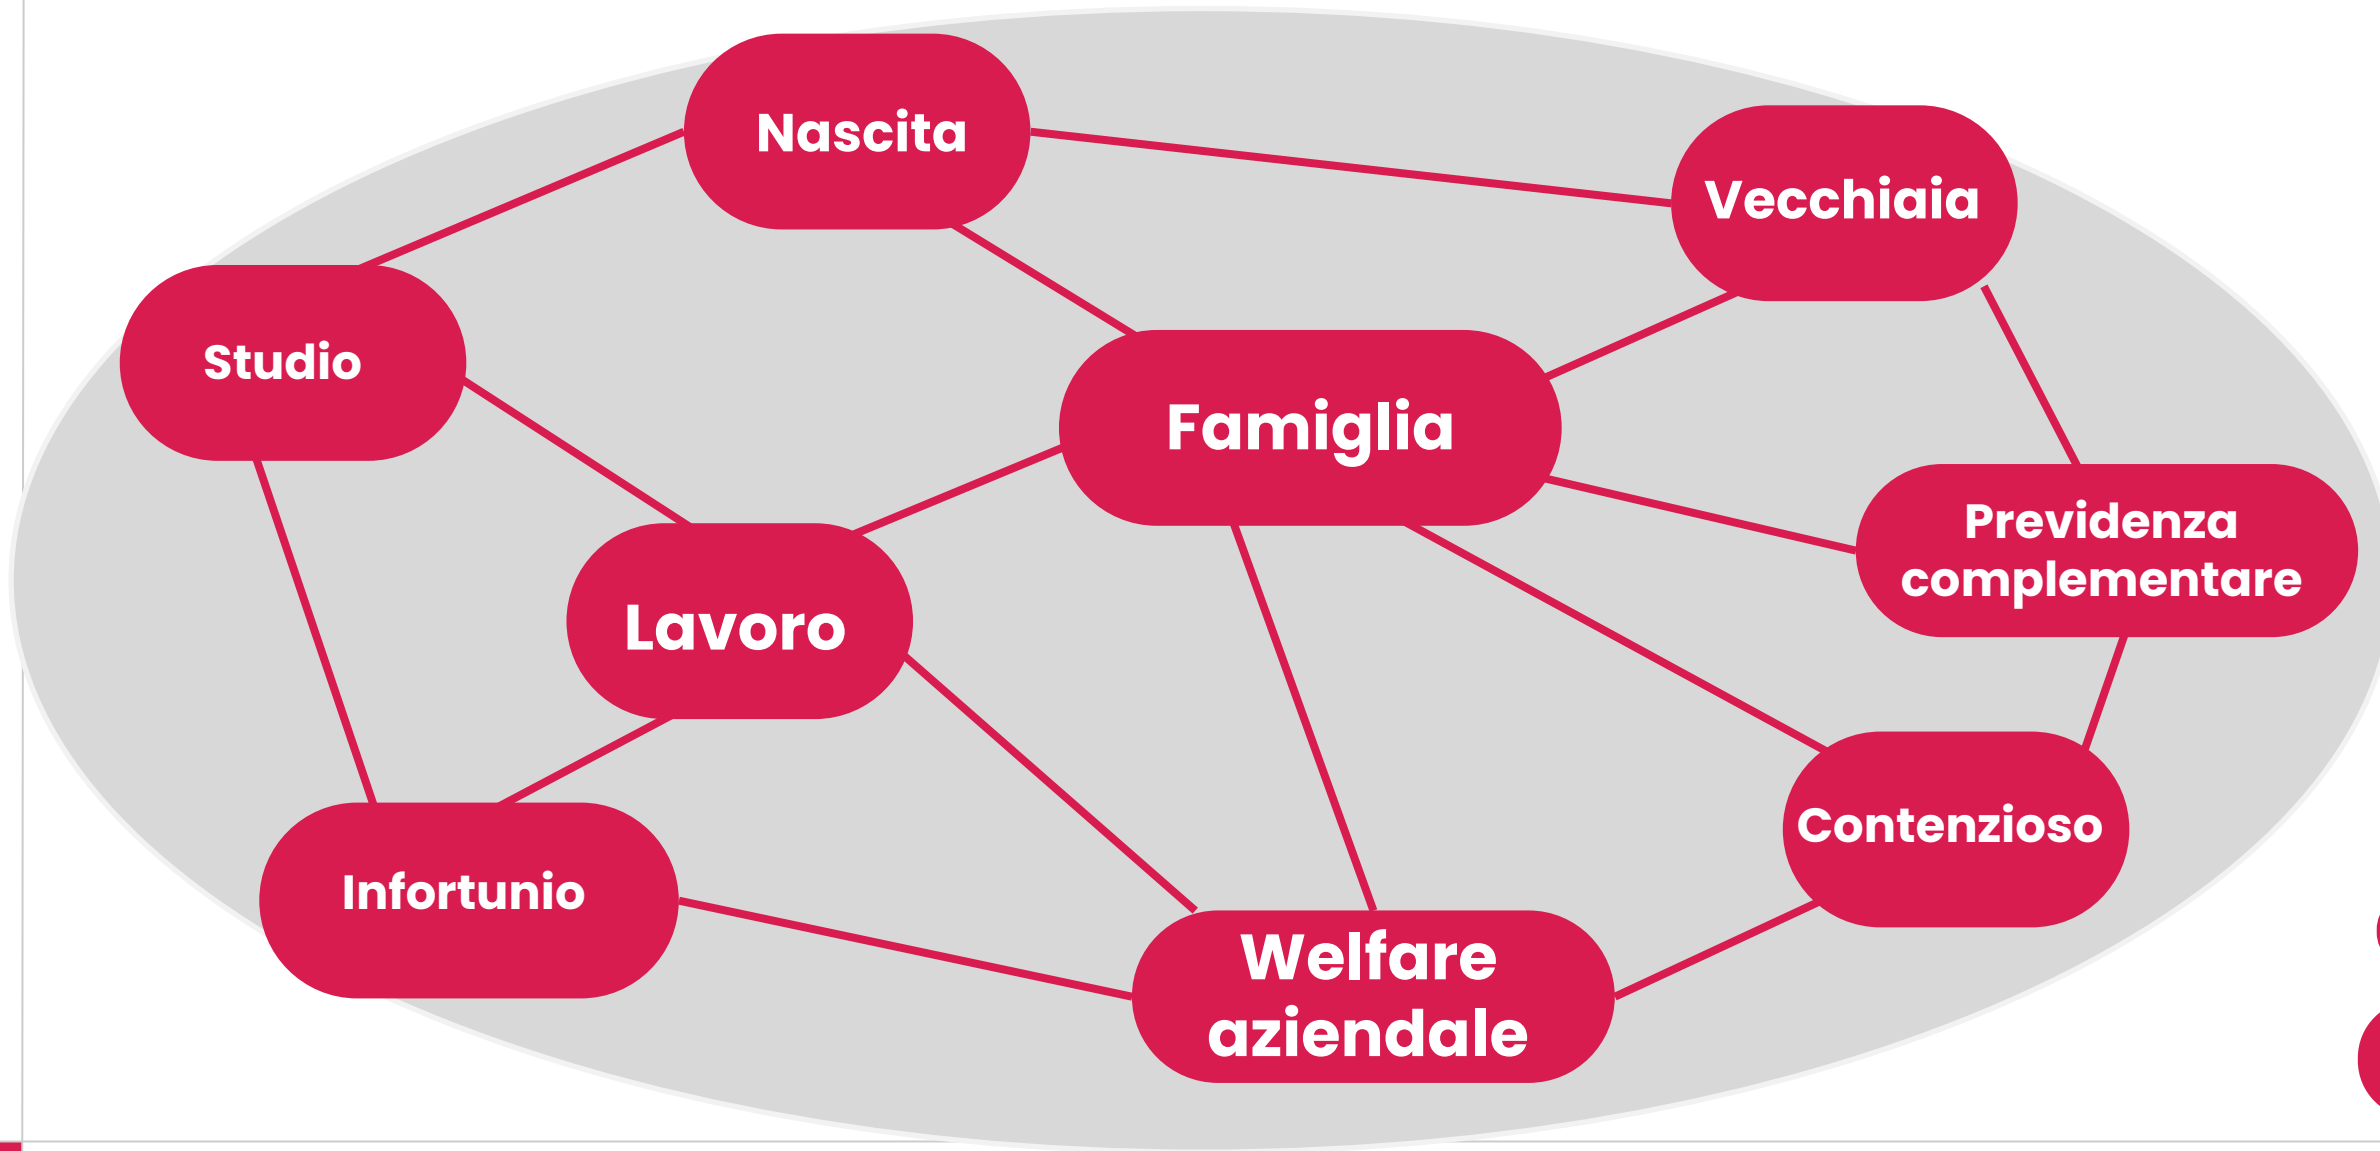 Nascita
Vecchiaia
Studio
Famiglia
Previdenza
complementare
Lavoro
Contenzioso
Infortunio
Welfare
aziendale